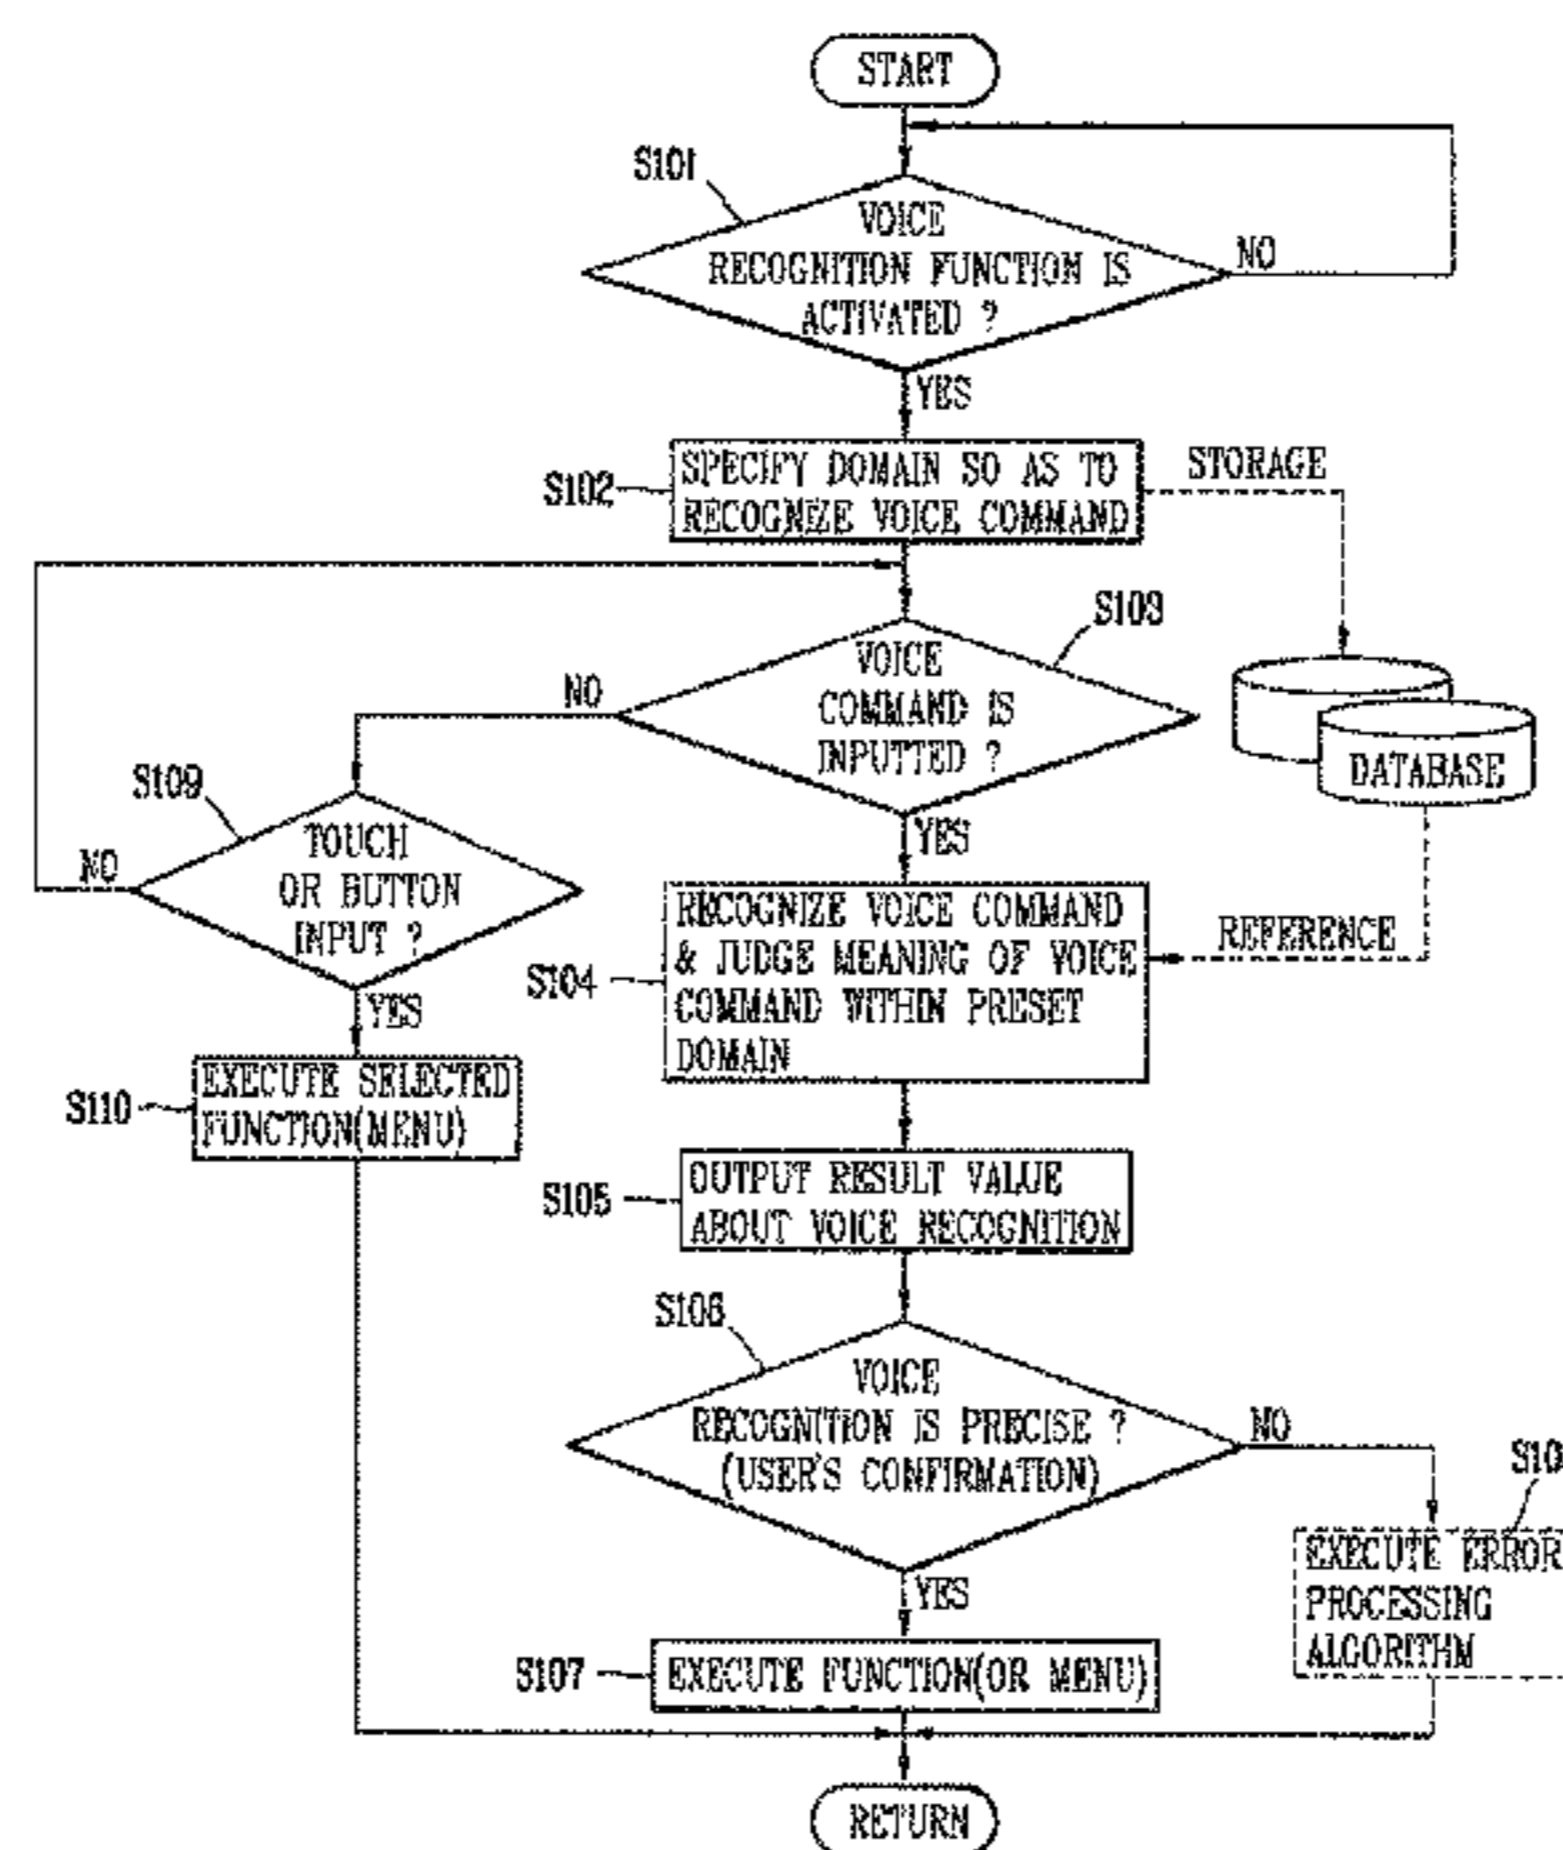 START
S101
VOICE
RECOGNITION FUNCTION IS
ACTIVATED ?
NO
YES
S102
SPECIFY DOMAIN SO AS TO
RECOGNIZE VOICE COMMAND
STORAGE
S103
VOICE
COMMAND IS
INPUTTED ?
NO
YES
DATABASE
S109
TOUCH
OR BUTTON
INPUT ?
NO
YES
S104
RECOGNIZE VOICE COMMAND
& JUDGE MEANING OF VOICE
COMMAND WITHIN PRESET
DOMAIN
REFERENCE
S110
EXECUTE SELECTED
FUNCTION(MENU)
S105
OUTPUT RESULT VALUE
ABOUT VOICE RECOGNITION
S106
VOICE
RECOGNITION IS PRECISE ?
(USER'S CONFIRMATION)
NO
YES
S10
EXECUTE ERROR
PROCESSING
ALGORITHM
S107
EXECUTE FUNCTION(OR MENU)
RETURN